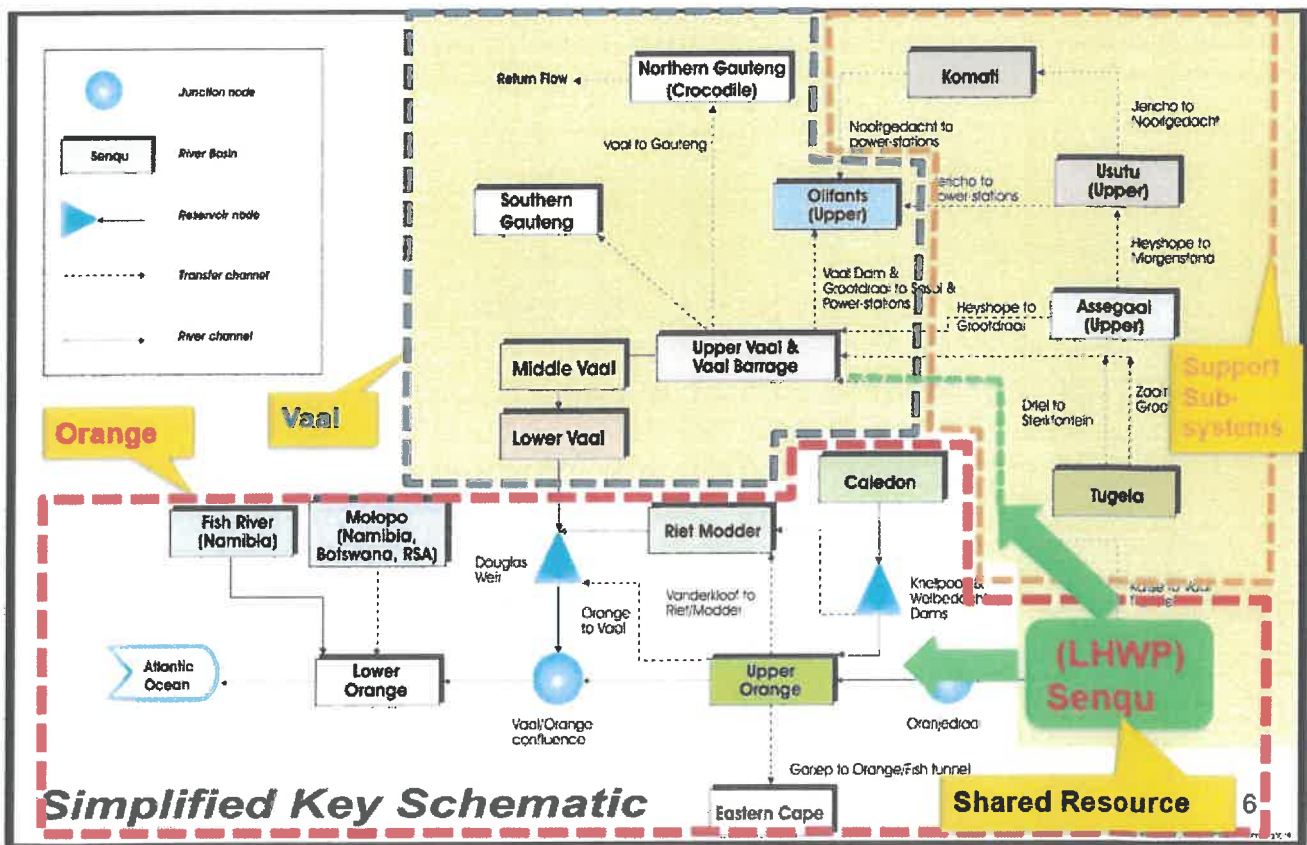 Junction node
Senqu
River Basin
Reservoir node
Transfer channel
River channel
Return Flow
Northern Gauteng
(Crocodile)
Komati
Jericho to
Nooitgedacht
Nooitgedacht to
power-stations
Vaal to Gauteng
Southern
Gauteng
Olifants
(Upper)
Jericho to
power-stations
Usutu
(Upper)
Heyshope to
Morgenstond
Vaal Dam &
Grootdraai to Sasol &
Power-stations
Heyshope to
Grootdraai
Assegaai
(Upper)
Upper Vaal &
Vaal Barrage
Middle Vaal
Lower Vaal
Vaal
Orange
Support
Sub-
systems
Driel to
Sterkfontein
Tugela
Caledon
Fish River
(Namibia)
Molopo
(Namibia,
Botswana, RSA)
Riet Modder
Douglas
Weir
Vanderkloof to
Riet/Modder
Orange
to Vaal
Dams
Atlantic
Ocean
Lower
Orange
Vaal/Orange
confluence
Upper
Orange
Oranjedraai
(LHWP)
Senqu
Gariep to Orange/Fish tunnel
Eastern Cape
Simplified Key Schematic
Shared Resource
6